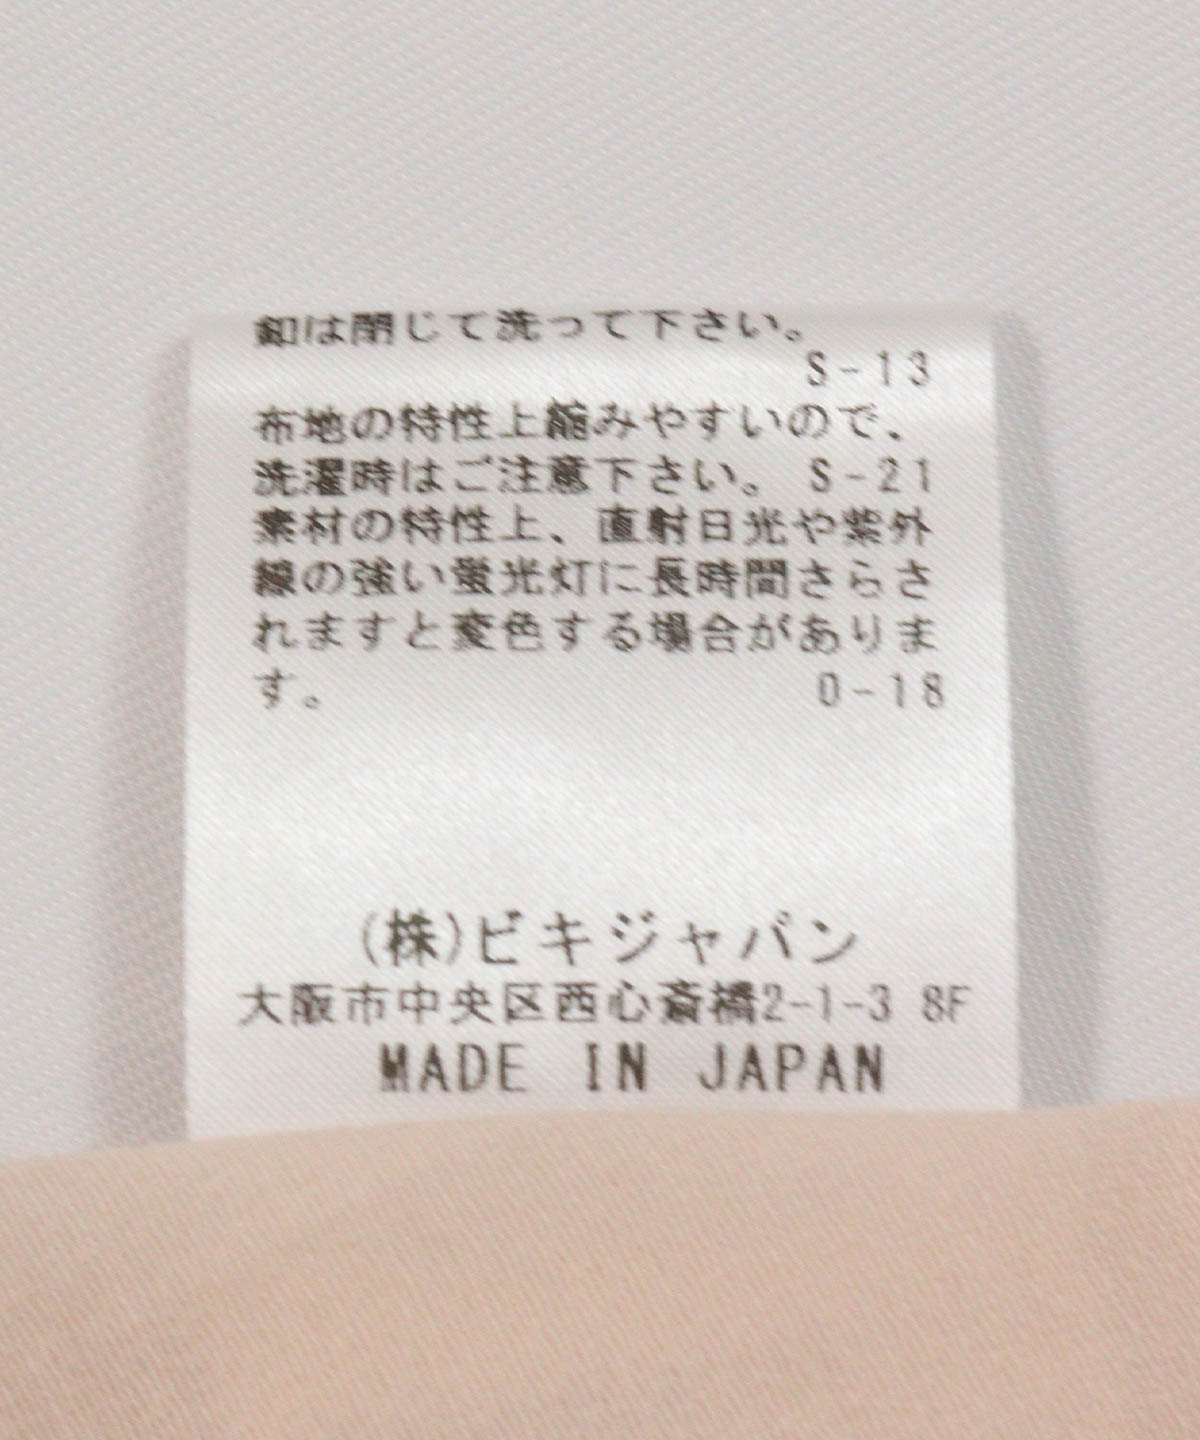 釦は閉じて洗って下さい。
S-13
布地の特性上縮みやすいので、
洗濯時はご注意下さい。 S-21
素材の特性上、直射日光や紫外
線の強い蛍光灯に長時間さらさ
れますと変色する場合がありま
す。 0-18
(株)ビキジャパン
大阪市中央区西心斎橋2-1-3 8F
MADE IN JAPAN